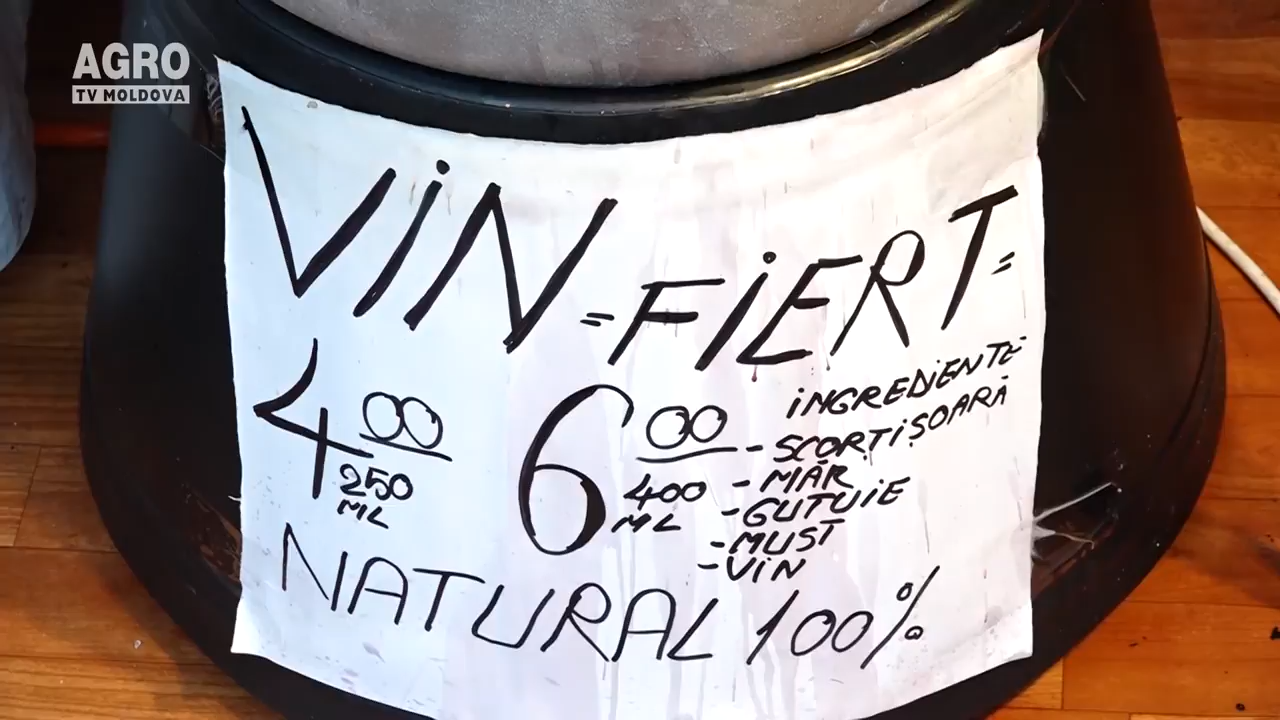 AGRO
TV MOLDOVA
ViN =FiERT=
4 00 250 ML
6 00 400 ML
iNGREDiENTE
-SCORȚiȘOARĂ
-MĂR
-GUTUiE
-MUST
-ViN
NATURAL 100%